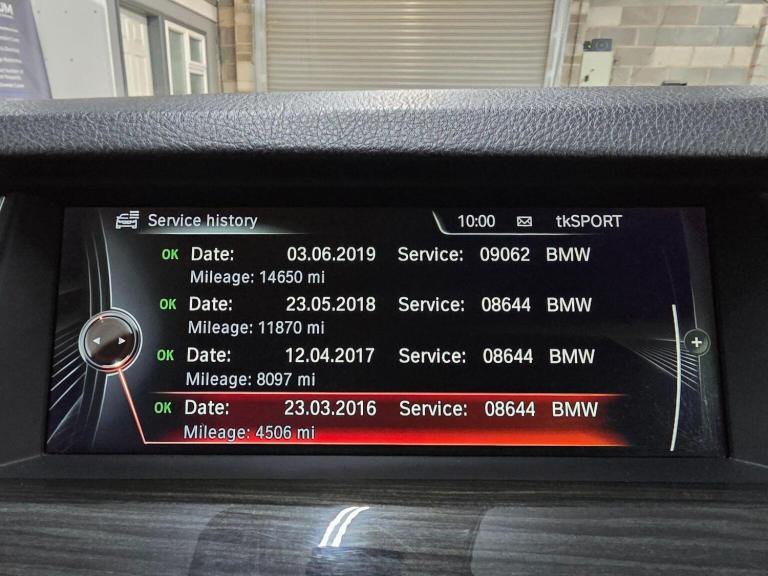 UM
Service history 10:00 tkSPORT
OK Date: 03.06.2019 Service: 09062 BMW
Mileage: 14650 mi
OK Date: 23.05.2018 Service: 08644 BMW
Mileage: 11870 mi
OK Date: 12.04.2017 Service: 08644 BMW
Mileage: 8097 mi
OK Date: 23.03.2016 Service: 08644 BMW
Mileage: 4506 mi